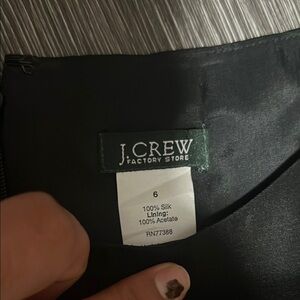 J.CREW
FACTORY STORE
6
100% Silk
Lining:
100% Acetate
RN77388